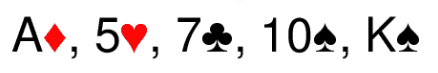 A♦, 5♥, 7♣, 10♠, K♠